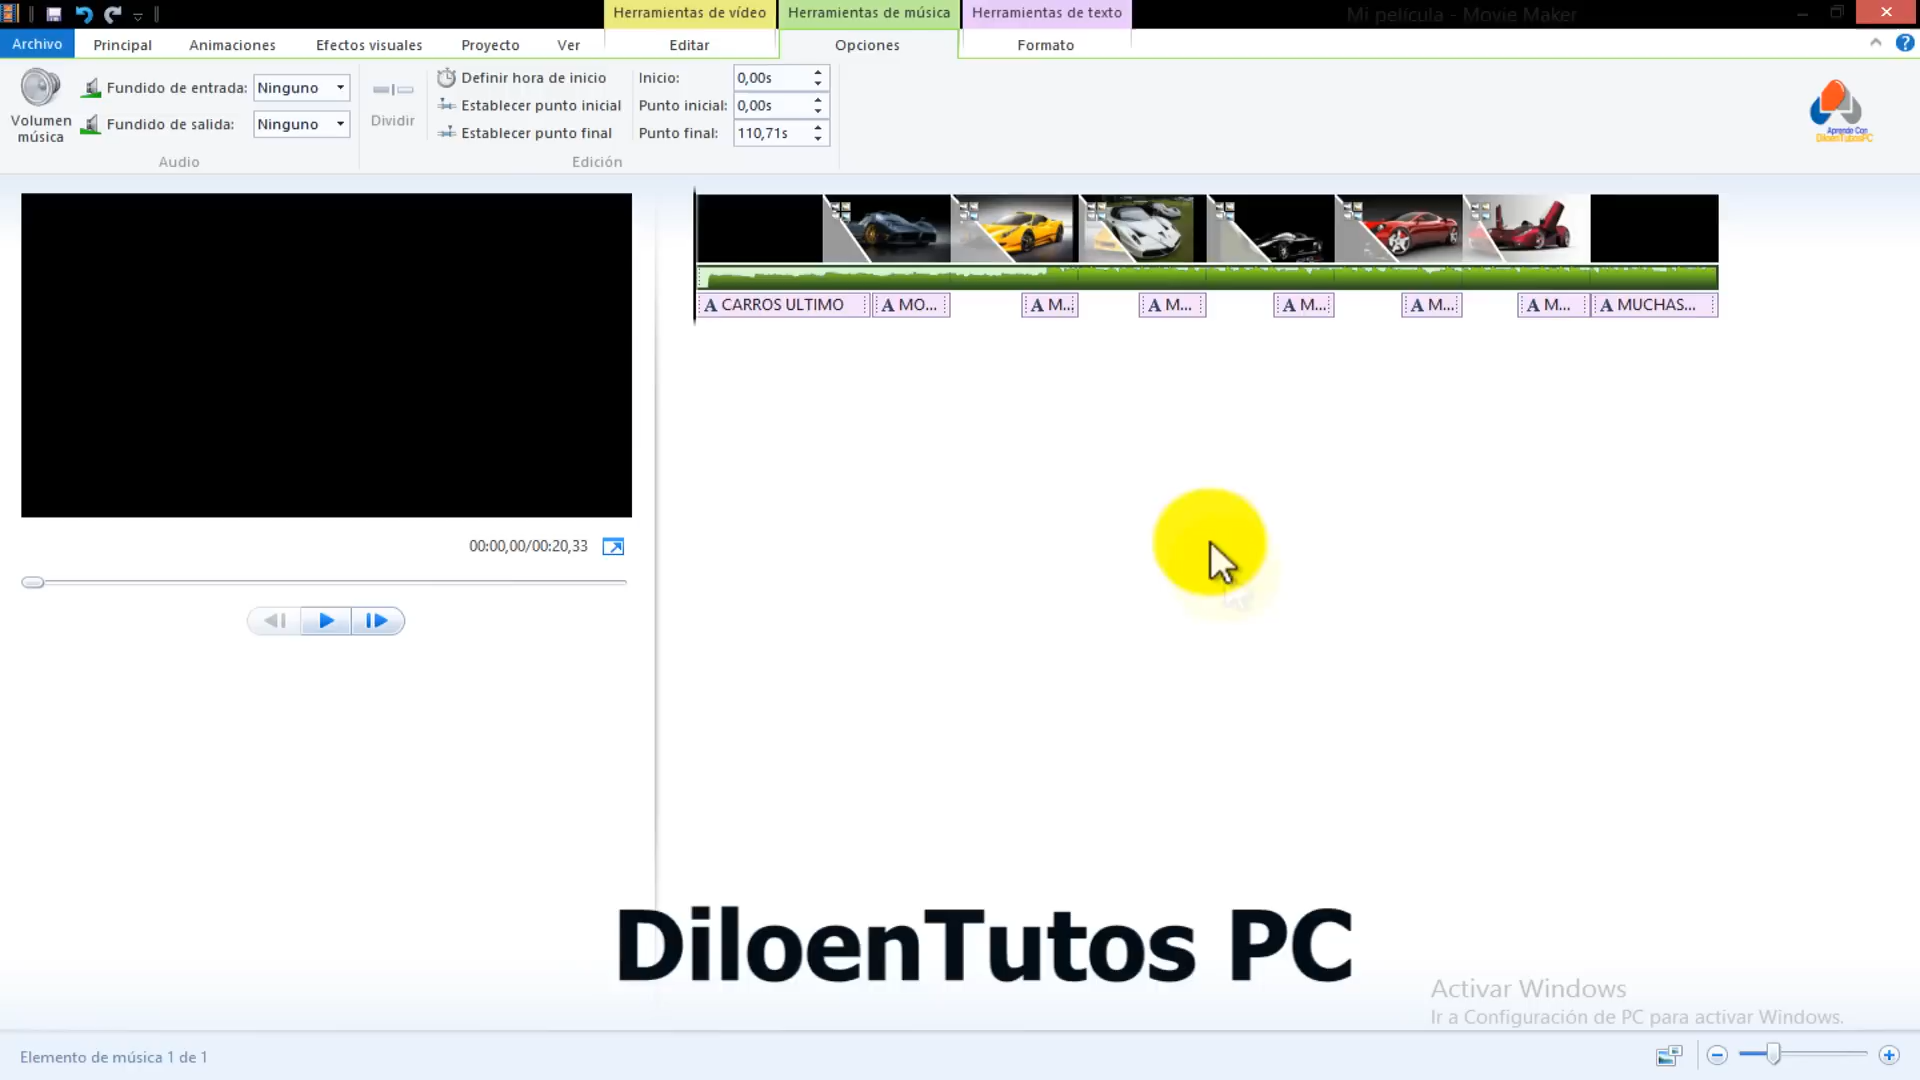 Herramientas de vídeo
Herramientas de música
Herramientas de texto
Mi película - Movie Maker
Archivo
Principal
Animaciones
Efectos visuales
Proyecto
Ver
Editar
Opciones
Formato
Volumen música
Fundido de entrada: Ninguno
Fundido de salida: Ninguno
Audio
Dividir
Definir hora de inicio
Establecer punto inicial
Establecer punto final
Inicio: 0,00s
Punto inicial: 0,00s
Punto final: 110,71s
Edición
Aprende Con
DiloenTutosPC
A CARROS ULTIMO
A MO...
A M...
A M...
A M...
A M...
A M...
A MUCHAS...
00:00,00/00:20,33
DiloenTutos PC
Activar Windows
Ir a Configuración de PC para activar Windows.
Elemento de música 1 de 1